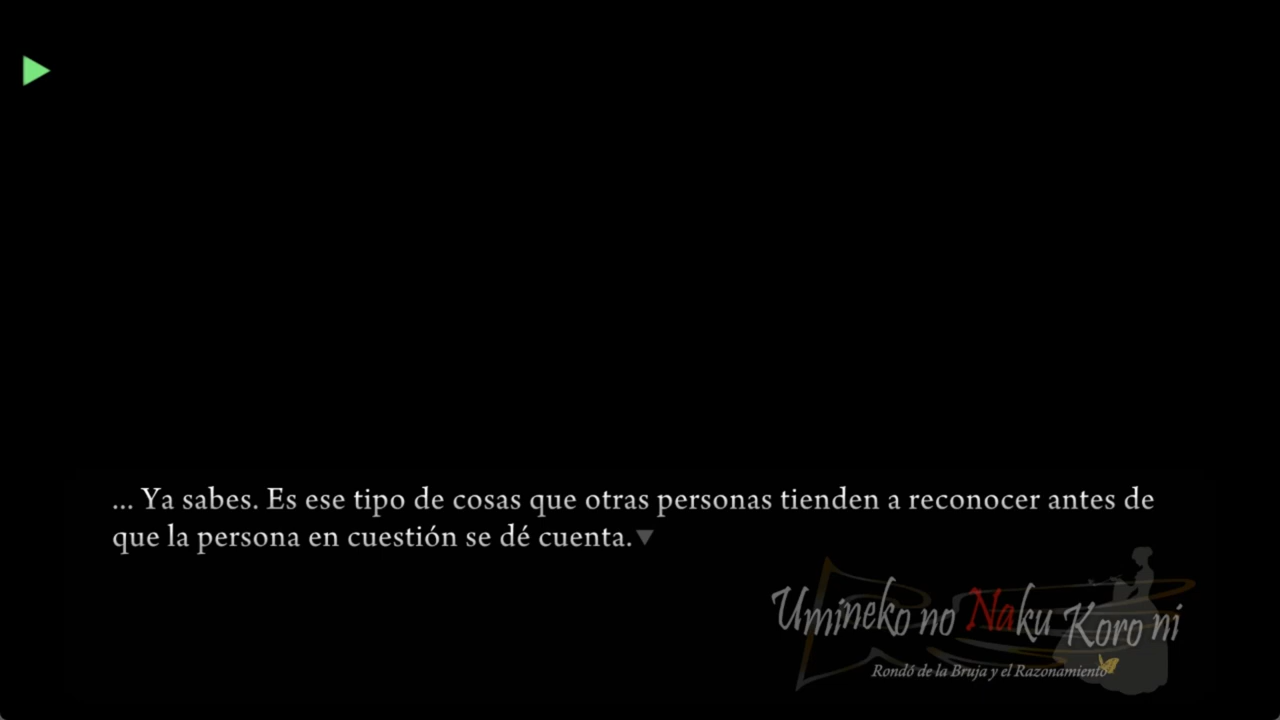 ... Ya sabes. Es ese tipo de cosas que otras personas tienden a reconocer antes de
que la persona en cuestión se dé cuenta.
Umineko no Naku Koro ni
Rondó de la Bruja y el Razonamiento